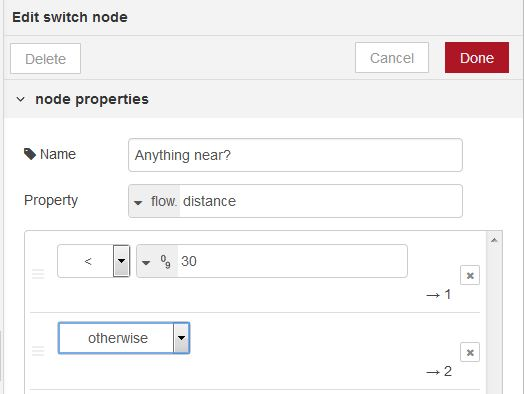 Edit switch node
Delete Cancel Done
node properties
Name Anything near?
Property flow. distance
< 0 9 30
→ 1
otherwise
→ 2